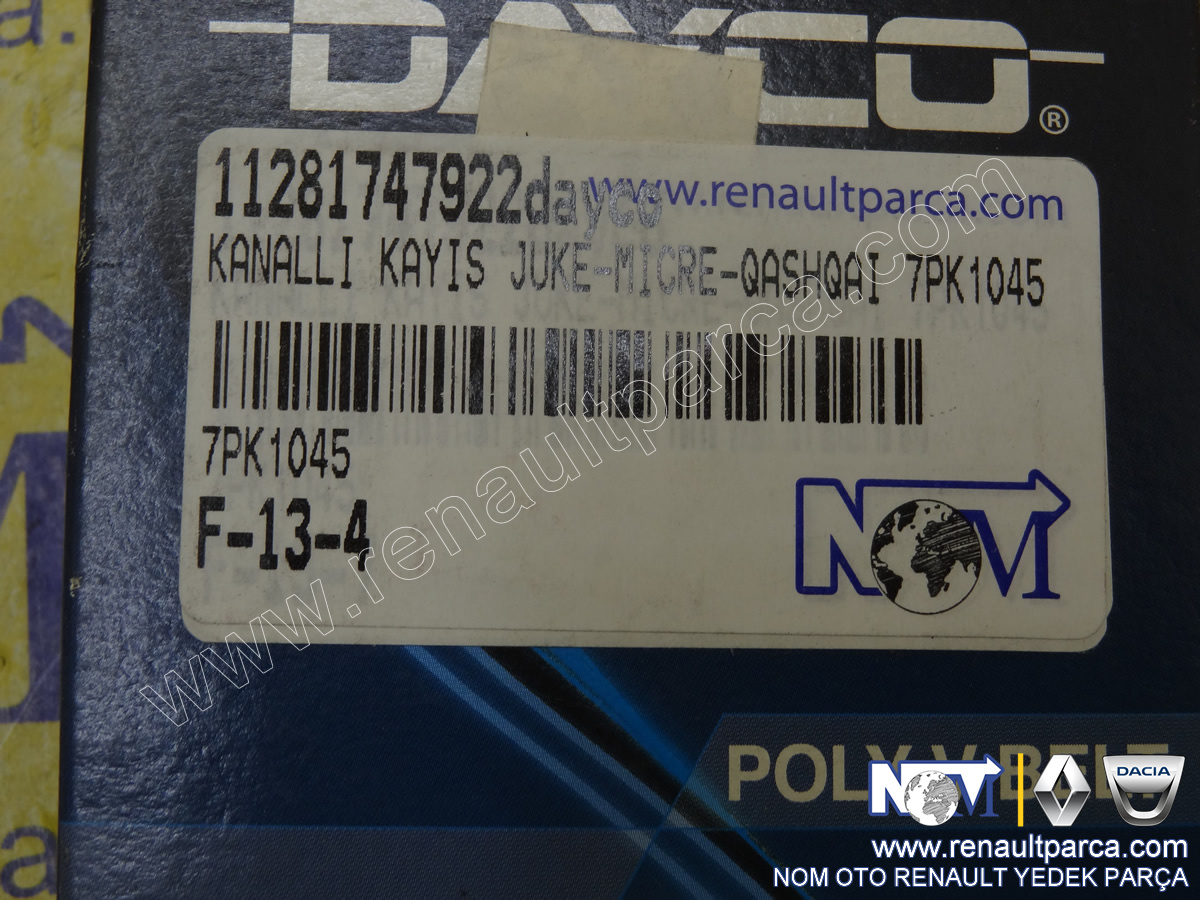 DAYCO®
11281747922dayco
www.renaultparca.com
KANALLI KAYIS JUKE-MICRE-QASHQAI 7PK1045
7PK1045
F-13-4
NOM
www.renaultparca.com
POLY-V BELT
NOM
DACIA
www.renaultparca.com
NOM OTO RENAULT YEDEK PARÇA